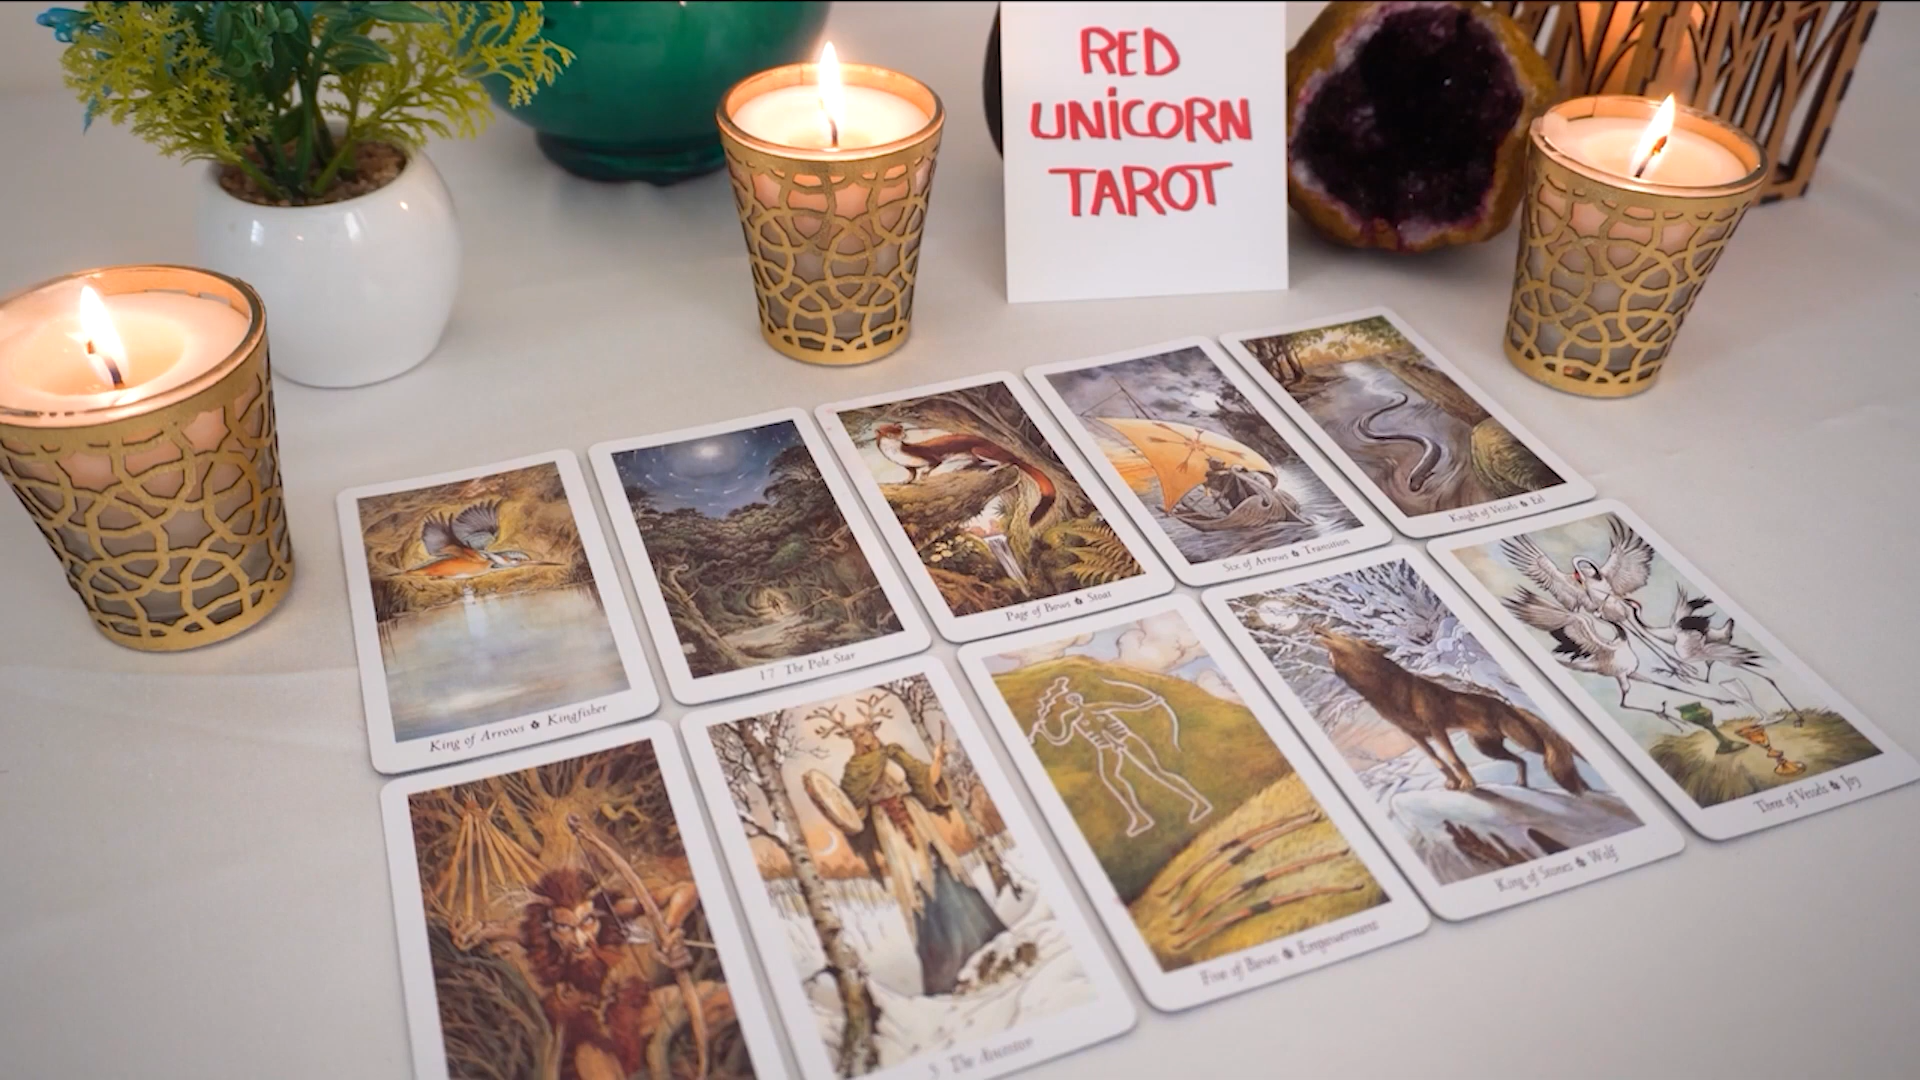 RED
UNICORN
TAROT
King of Arrows Kingfisher
17 The Pole Star
Page of Bows Stoat
Six of Arrows Transition
Knight of Vessels Eel
5 The Ancestor
Five of Bows Empowerment
King of Stones Wolf
Three of Vessels Joy